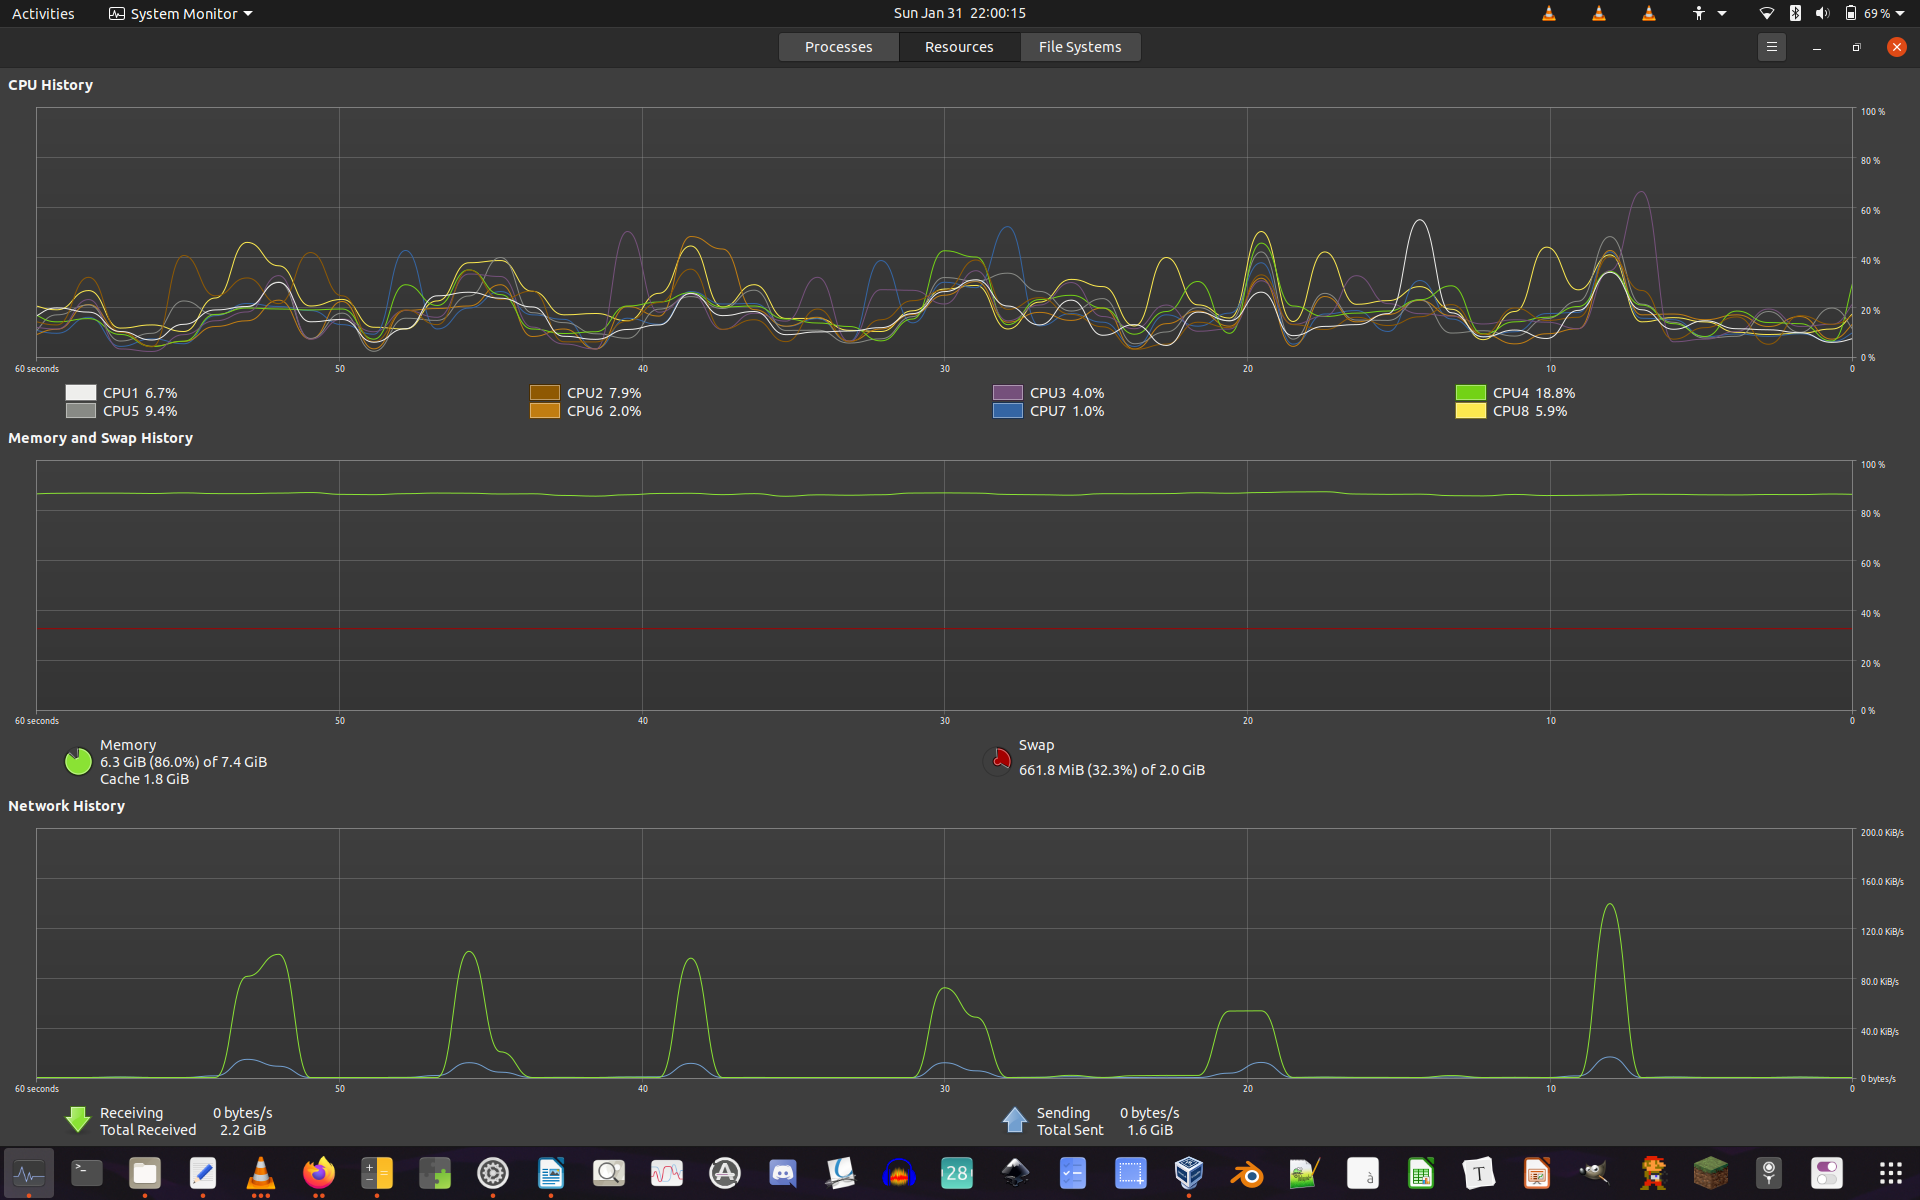 Activities System Monitor Sun Jan 31 22:00:15 69 %
Processes Resources File Systems
CPU History
100 %
80 %
60 %
40 %
20 %
0 %
60 seconds 50 40 30 20 10 0
CPU1 6.7% CPU2 7.9% CPU3 4.0% CPU4 18.8%
CPU5 9.4% CPU6 2.0% CPU7 1.0% CPU8 5.9%
Memory and Swap History
100 %
80 %
60 %
40 %
20 %
0 %
60 seconds 50 40 30 20 10 0
Memory
6.3 GiB (86.0%) of 7.4 GiB
Cache 1.8 GiB
Swap
661.8 MiB (32.3%) of 2.0 GiB
Network History
200.0 KiB/s
160.0 KiB/s
120.0 KiB/s
80.0 KiB/s
40.0 KiB/s
0 bytes/s
60 seconds 50 40 30 20 10 0
Receiving 0 bytes/s
Total Received 2.2 GiB
Sending 0 bytes/s
Total Sent 1.6 GiB
28
à
T